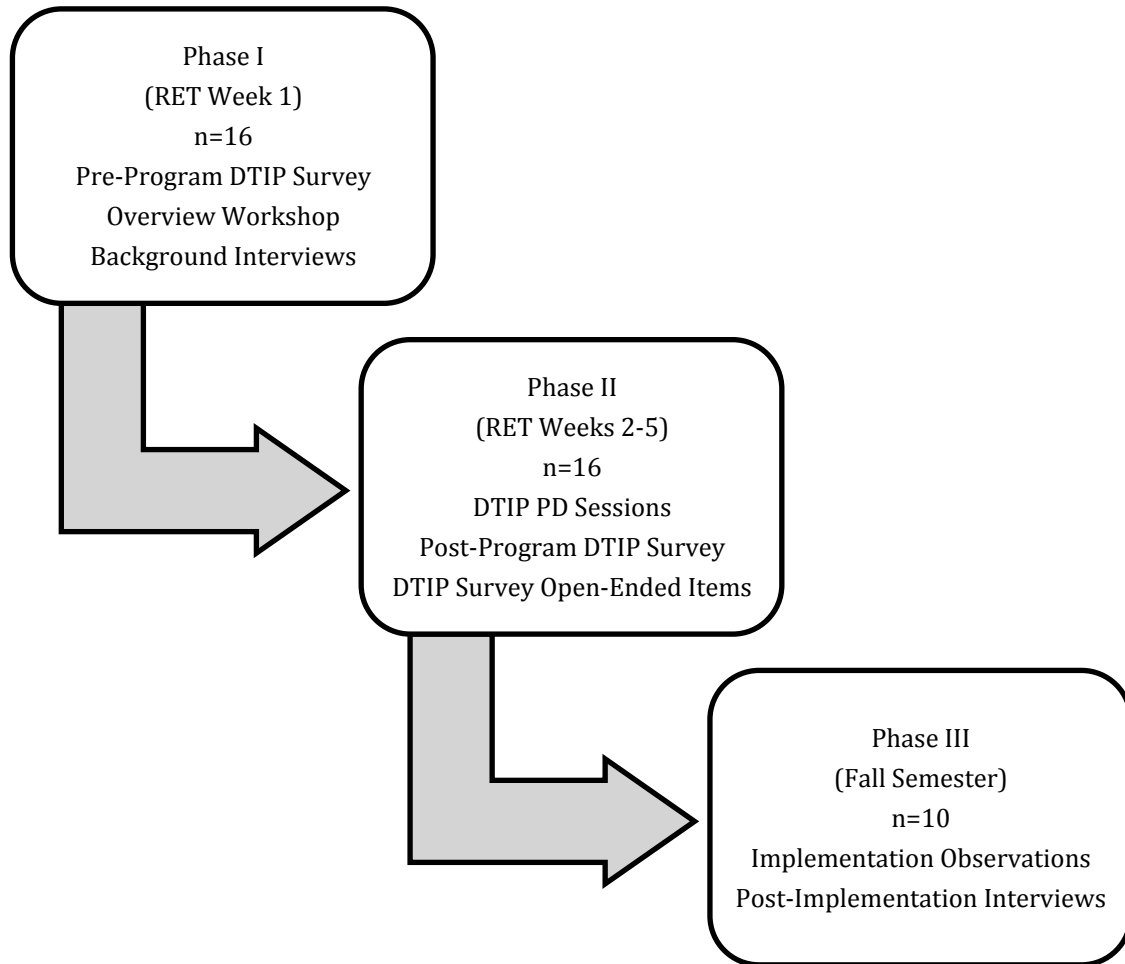 Phase I
(RET Week 1)
n=16
Pre-Program DTIP Survey
Overview Workshop
Background Interviews
Phase II
(RET Weeks 2-5)
n=16
DTIP PD Sessions
Post-Program DTIP Survey
DTIP Survey Open-Ended Items
Phase III
(Fall Semester)
n=10
Implementation Observations
Post-Implementation Interviews